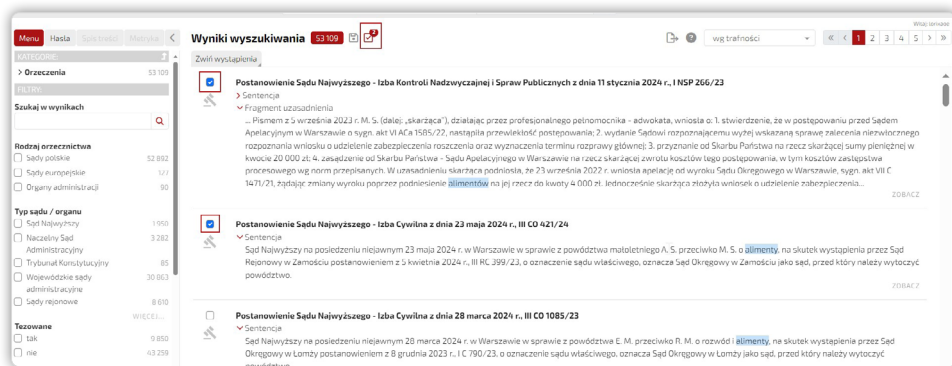 Witaj
Menu Hasła Spis treści Metryka
Wyniki wyszukiwania 53 109 2
wg trafności
« < 1 2 3 4 5 > »
Zwiń wystąpienia
KATEGORIE:
> Orzeczenia 53 109
FILTRY:
Szukaj w wynikach
Rodzaj orzecznictwa
Sądy polskie 52 892
Sądy europejskie 127
Organy administracji 90
Typ sądu / organu
Sąd Najwyższy 1 950
Naczelny Sąd Administracyjny 3 282
Trybunał Konstytucyjny 85
Wojewódzkie sądy administracyjne 30 063
Sądy rejonowe 8 610
WIĘCEJ...
Tezowane
tak 9 850
nie 43 259
Postanowienie Sądu Najwyższego - Izba Kontroli Nadzwyczajnej i Spraw Publicznych z dnia 11 stycznia 2024 r., I NSP 266/23
Sentencja
Fragment uzasadnienia
... Pismem z 5 września 2023 r. M. S. (dalej: „skarżąca”), działając przez profesjonalnego pełnomocnika - adwokata, wniosła o: 1. stwierdzenie, że w postępowaniu przed Sądem
Apelacyjnym w Warszawie o sygn. akt VI ACa 1585/22, nastąpiła przewlekłość postępowania; 2. wydanie Sądowi rozpoznającemu wyżej wskazaną sprawę zalecenia niezwłocznego
rozpoznania wniosku o udzielenie zabezpieczenia roszczenia oraz wyznaczenia terminu rozprawy głównej; 3. przyznanie od Skarbu Państwa na rzecz skarżącej sumy pieniężnej w
kwocie 20 000 zł; 4. zasądzenie od Skarbu Państwa - Sądu Apelacyjnego w Warszawie na rzecz skarżącej zwrotu kosztów tego postępowania, w tym kosztów zastępstwa
procesowego wg norm przepisanych. W uzasadnieniu skarżąca podniosła, że 23 września 2022 r. wniosła apelację od wyroku Sądu Okręgowego w Warszawie, sygn. akt VII C
1471/21, żądając zmiany wyroku poprzez podniesienie alimentów na jej rzecz do kwoty 4 000 zł. Jednocześnie skarżąca złożyła wniosek o udzielenie zabezpieczenia...
ZOBACZ
Postanowienie Sądu Najwyższego - Izba Cywilna z dnia 23 maja 2024 r., III CO 421/24
Sentencja
Sąd Najwyższy na posiedzeniu niejawnym 23 maja 2024 r. w Warszawie w sprawie z powództwa małoletniego A. S. przeciwko M. S. o alimenty, na skutek wystąpienia przez Sąd
Rejonowy w Zamościu postanowieniem z 5 kwietnia 2024 r., III RC 399/23, o oznaczenie sądu właściwego, oznacza Sąd Okręgowy w Zamościu jako sąd, przed który należy wytoczyć
powództwo.
ZOBACZ
Postanowienie Sądu Najwyższego - Izba Cywilna z dnia 28 marca 2024 r., III CO 1085/23
Sentencja
Sąd Najwyższy na posiedzeniu niejawnym 28 marca 2024 r. w Warszawie w sprawie z powództwa E. M. przeciwko R. M. o rozwód i alimenty, na skutek wystąpienia przez Sąd
Okręgowy w Łomży postanowieniem z 8 grudnia 2023 r., I C 790/23, o oznaczenie sądu właściwego, oznacza Sąd Okręgowy w Łomży jako sąd, przed który należy wytoczyć
powództwo.